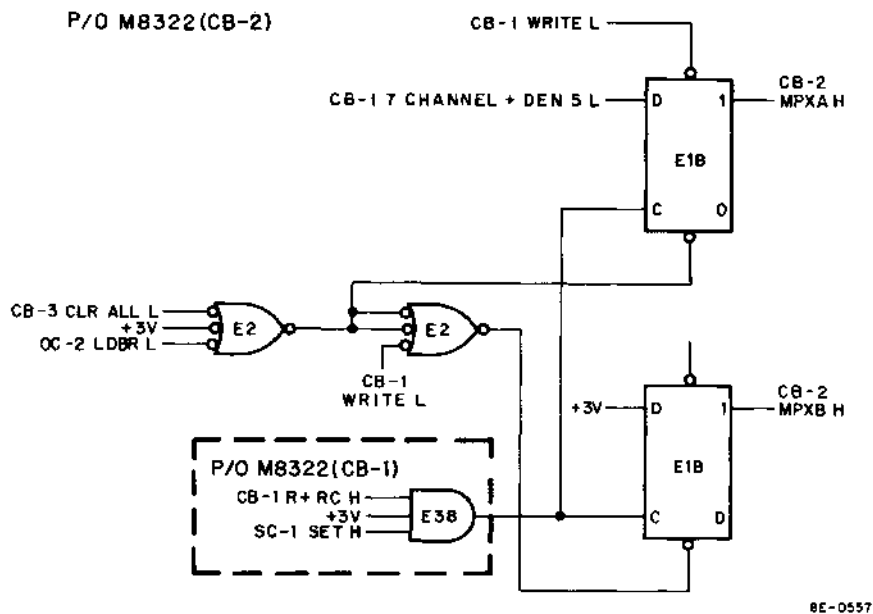 P/O M8322(CB-2)
CB-1 WRITE L
CB-1 7 CHANNEL + DEN 5 L
D
1
CB-2
MPXA H
E1B
C
0
CB-3 CLR ALL L
+3V
OC-2 LDBR L
E2
E2
CB-1
WRITE L
+3V
D
1
CB-2
MPXB H
E1B
C
D
P/O M8322(CB-1)
CB-1 R+RC H
+3V
SC-1 SET H
E38
8E-0557